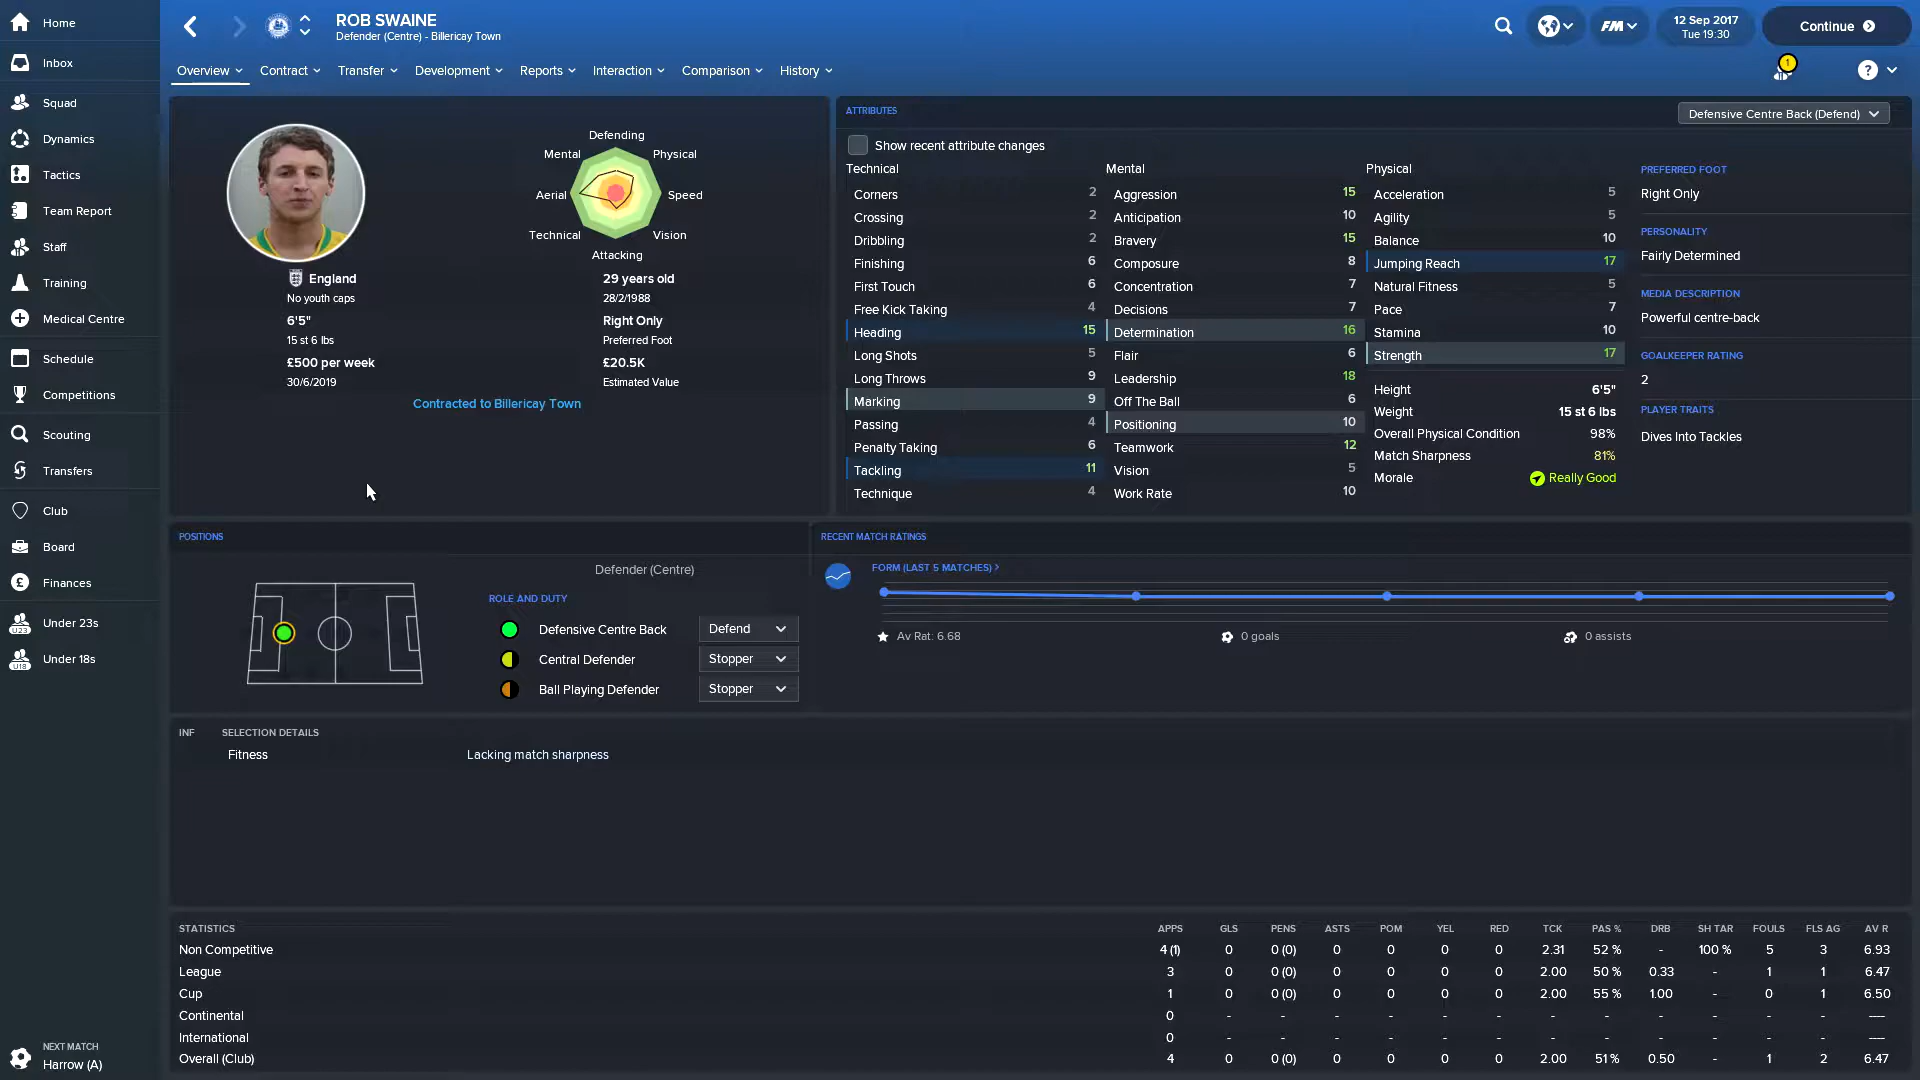 Home
Inbox
Squad
Dynamics
Tactics
Team Report
Staff
Training
Medical Centre
Schedule
Competitions
Scouting
Transfers
Club
Board
Finances
U23 Under 23s
U18 Under 18s
NEXT MATCH
Harrow (A)
ROB SWAINE
Defender (Centre) - Billericay Town
FM
12 Sep 2017
Tue 19:30
Continue
Overview Contract Transfer Development Reports Interaction Comparison History
1
?
Defending
Mental Physical
Aerial Speed
Technical Vision
Attacking
England
No youth caps
6'5"
15 st 6 lbs
£500 per week
30/6/2019
29 years old
28/2/1988
Right Only
Preferred Foot
£20.5K
Estimated Value
Contracted to Billericay Town
ATTRIBUTES
Defensive Centre Back (Defend)
Show recent attribute changes
Technical
Corners 2
Crossing 2
Dribbling 2
Finishing 6
First Touch 6
Free Kick Taking 4
Heading 15
Long Shots 5
Long Throws 9
Marking 9
Passing 4
Penalty Taking 6
Tackling 11
Technique 4
Mental
Aggression 15
Anticipation 10
Bravery 15
Composure 8
Concentration 7
Decisions 7
Determination 16
Flair 6
Leadership 18
Off The Ball 6
Positioning 10
Teamwork 12
Vision 5
Work Rate 10
Physical
Acceleration 5
Agility 5
Balance 10
Jumping Reach 17
Natural Fitness 5
Pace 7
Stamina 10
Strength 17
Height 6'5"
Weight 15 st 6 lbs
Overall Physical Condition 98%
Match Sharpness 81%
Morale Really Good
PREFERRED FOOT
Right Only
PERSONALITY
Fairly Determined
MEDIA DESCRIPTION
Powerful centre-back
GOALKEEPER RATING
2
PLAYER TRAITS
Dives Into Tackles
POSITIONS
Defender (Centre)
ROLE AND DUTY
Defensive Centre Back Defend
Central Defender Stopper
Ball Playing Defender Stopper
RECENT MATCH RATINGS
FORM (LAST 5 MATCHES) >
Av Rat: 6.68 0 goals 0 assists
INF SELECTION DETAILS
Fitness Lacking match sharpness
STATISTICS APPS GLS PENS ASTS POM YEL RED TCK PAS % DRB SH TAR FOULS FLS AG AV R
Non Competitive 4 (1) 0 0 (0) 0 0 0 0 2.31 52 % - 100 % 5 3 6.93
League 3 0 0 (0) 0 0 0 0 2.00 50 % 0.33 - 1 1 6.47
Cup 1 0 0 (0) 0 0 0 0 2.00 55 % 1.00 - 0 1 6.50
Continental 0 - - - - - - - - - - - - ----
International 0 - - - - - - - - - - - - ----
Overall (Club) 4 0 0 (0) 0 0 0 0 2.00 51 % 0.50 - 1 2 6.47